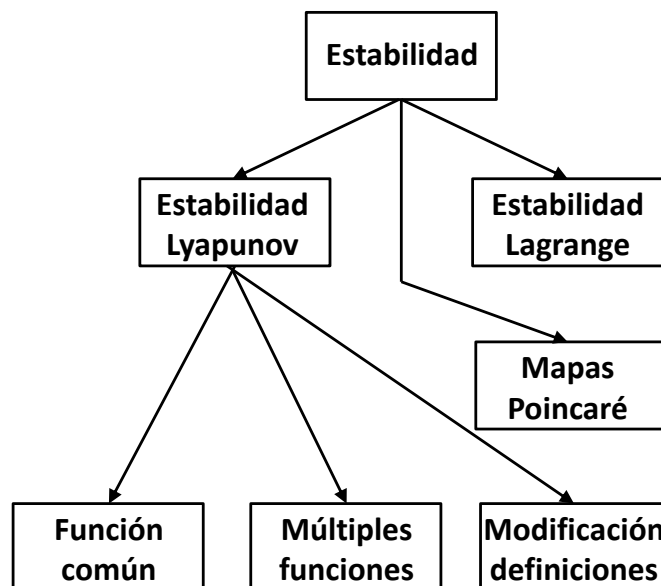 Estabilidad
Estabilidad
Lyapunov
Estabilidad
Lagrange
Mapas
Poincaré
Función
común
Múltiples
funciones
Modificación
definiciones